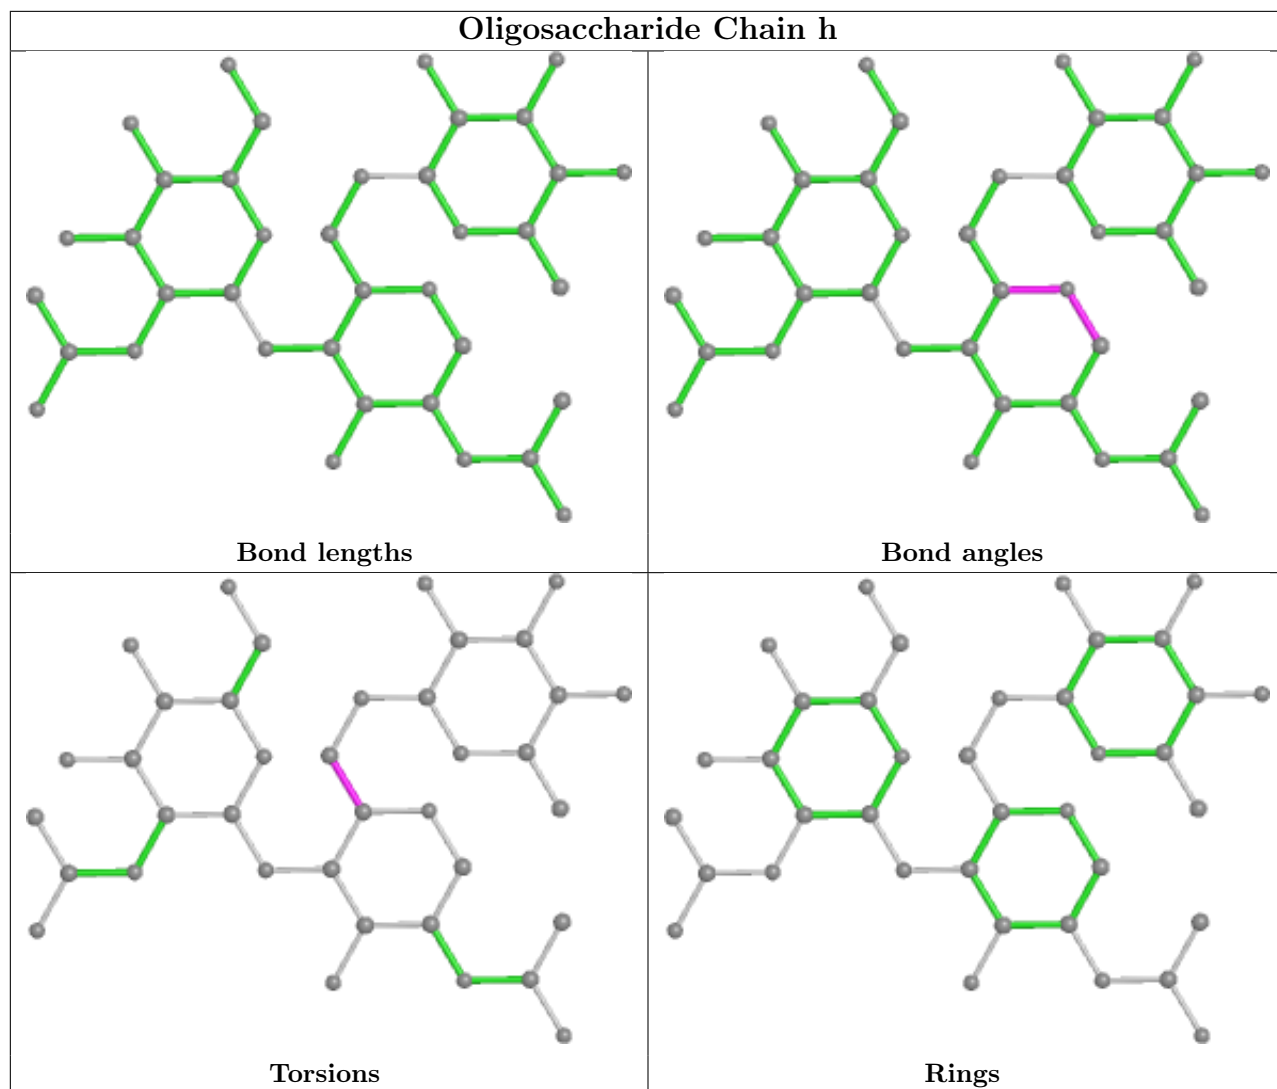 Oligosaccharide Chain h
Bond lengths
Bond angles
Torsions
Rings